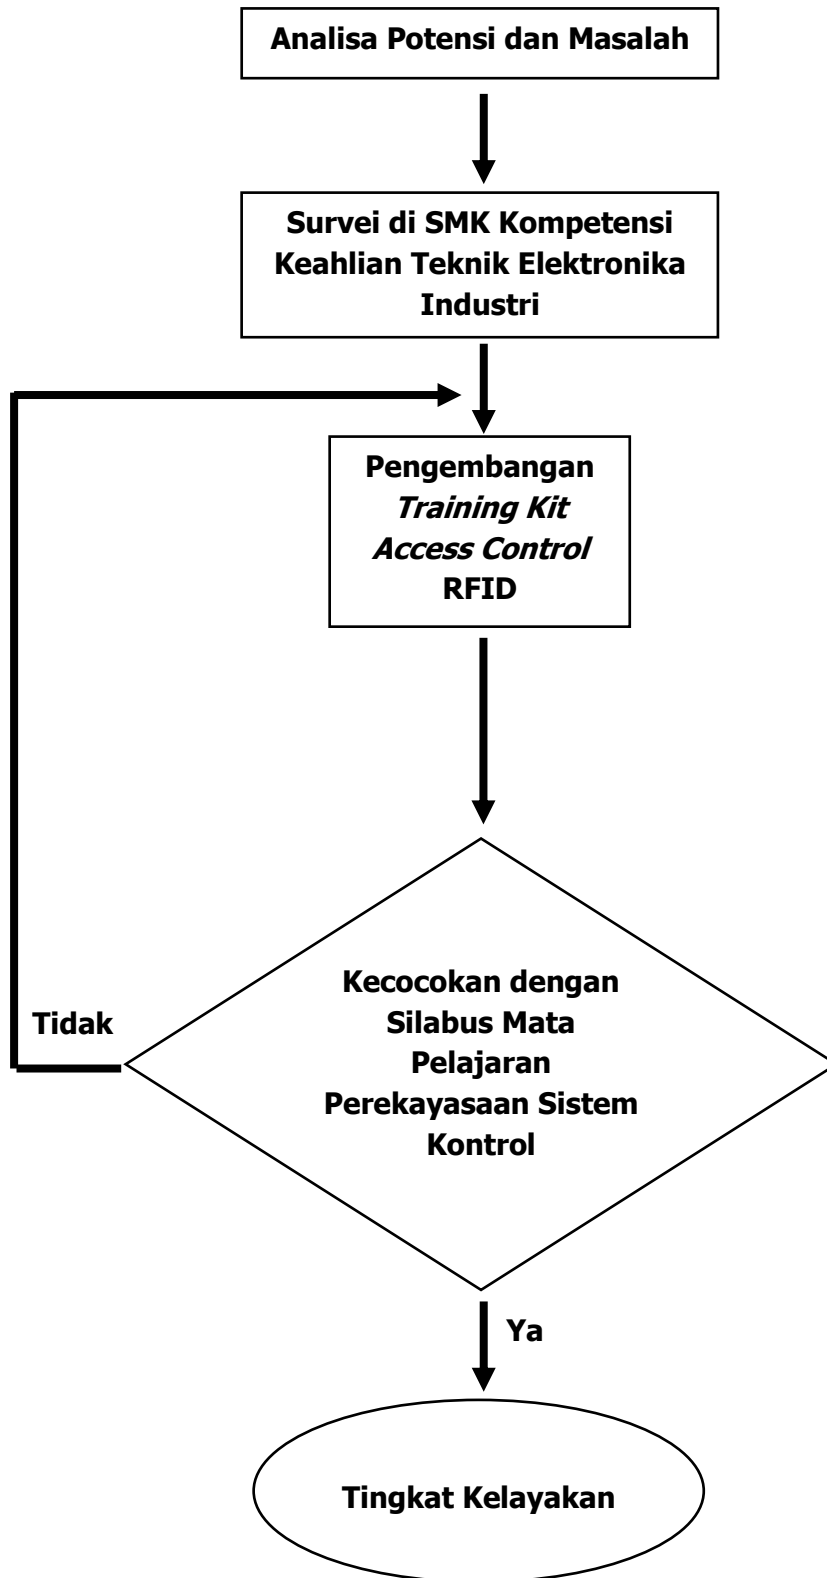 Analisa Potensi dan Masalah
Survei di SMK Kompetensi
Keahlian Teknik Elektronika
Industri
Pengembangan
Training Kit
Access Control
RFID
Kecocokan dengan
Silabus Mata
Pelajaran
Perekayasaan Sistem
Kontrol
Tidak
Ya
Tingkat Kelayakan